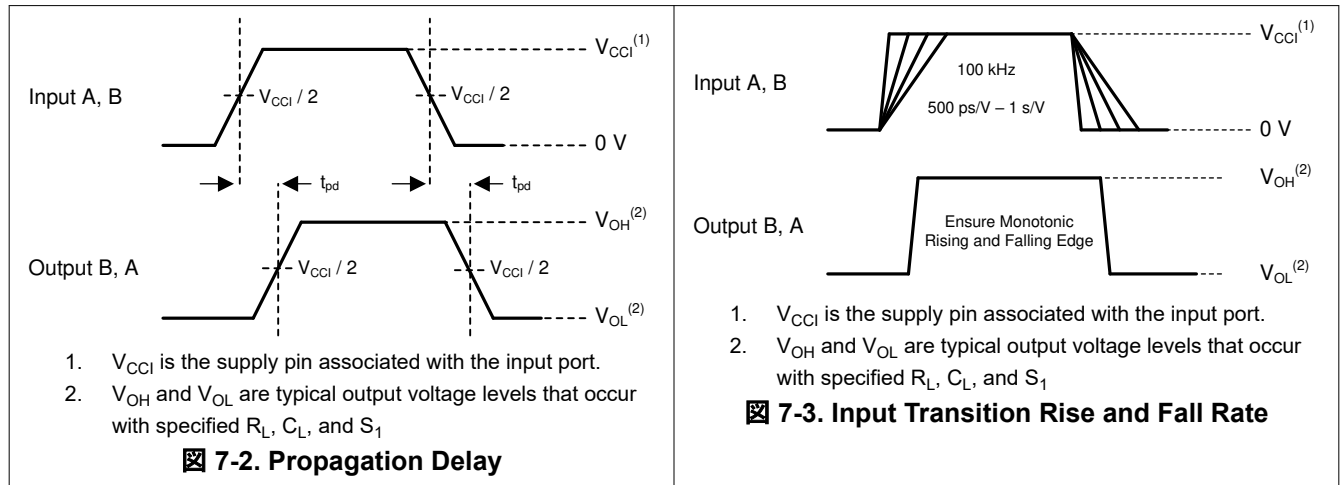 V_CCI(1)
Input A, B
V_CCI / 2
V_CCI / 2
0 V
t_pd
t_pd
V_OH(2)
Output B, A
V_CCI / 2
V_CCI / 2
V_OL(2)
1. V_CCI is the supply pin associated with the input port.
2. V_OH and V_OL are typical output voltage levels that occur
with specified R_L, C_L, and S_1
図 7-2. Propagation Delay
V_CCI(1)
100 kHz
Input A, B
500 ps/V – 1 s/V
0 V
V_OH(2)
Output B, A
Ensure Monotonic
Rising and Falling Edge
V_OL(2)
1. V_CCI is the supply pin associated with the input port.
2. V_OH and V_OL are typical output voltage levels that occur
with specified R_L, C_L, and S_1
図 7-3. Input Transition Rise and Fall Rate